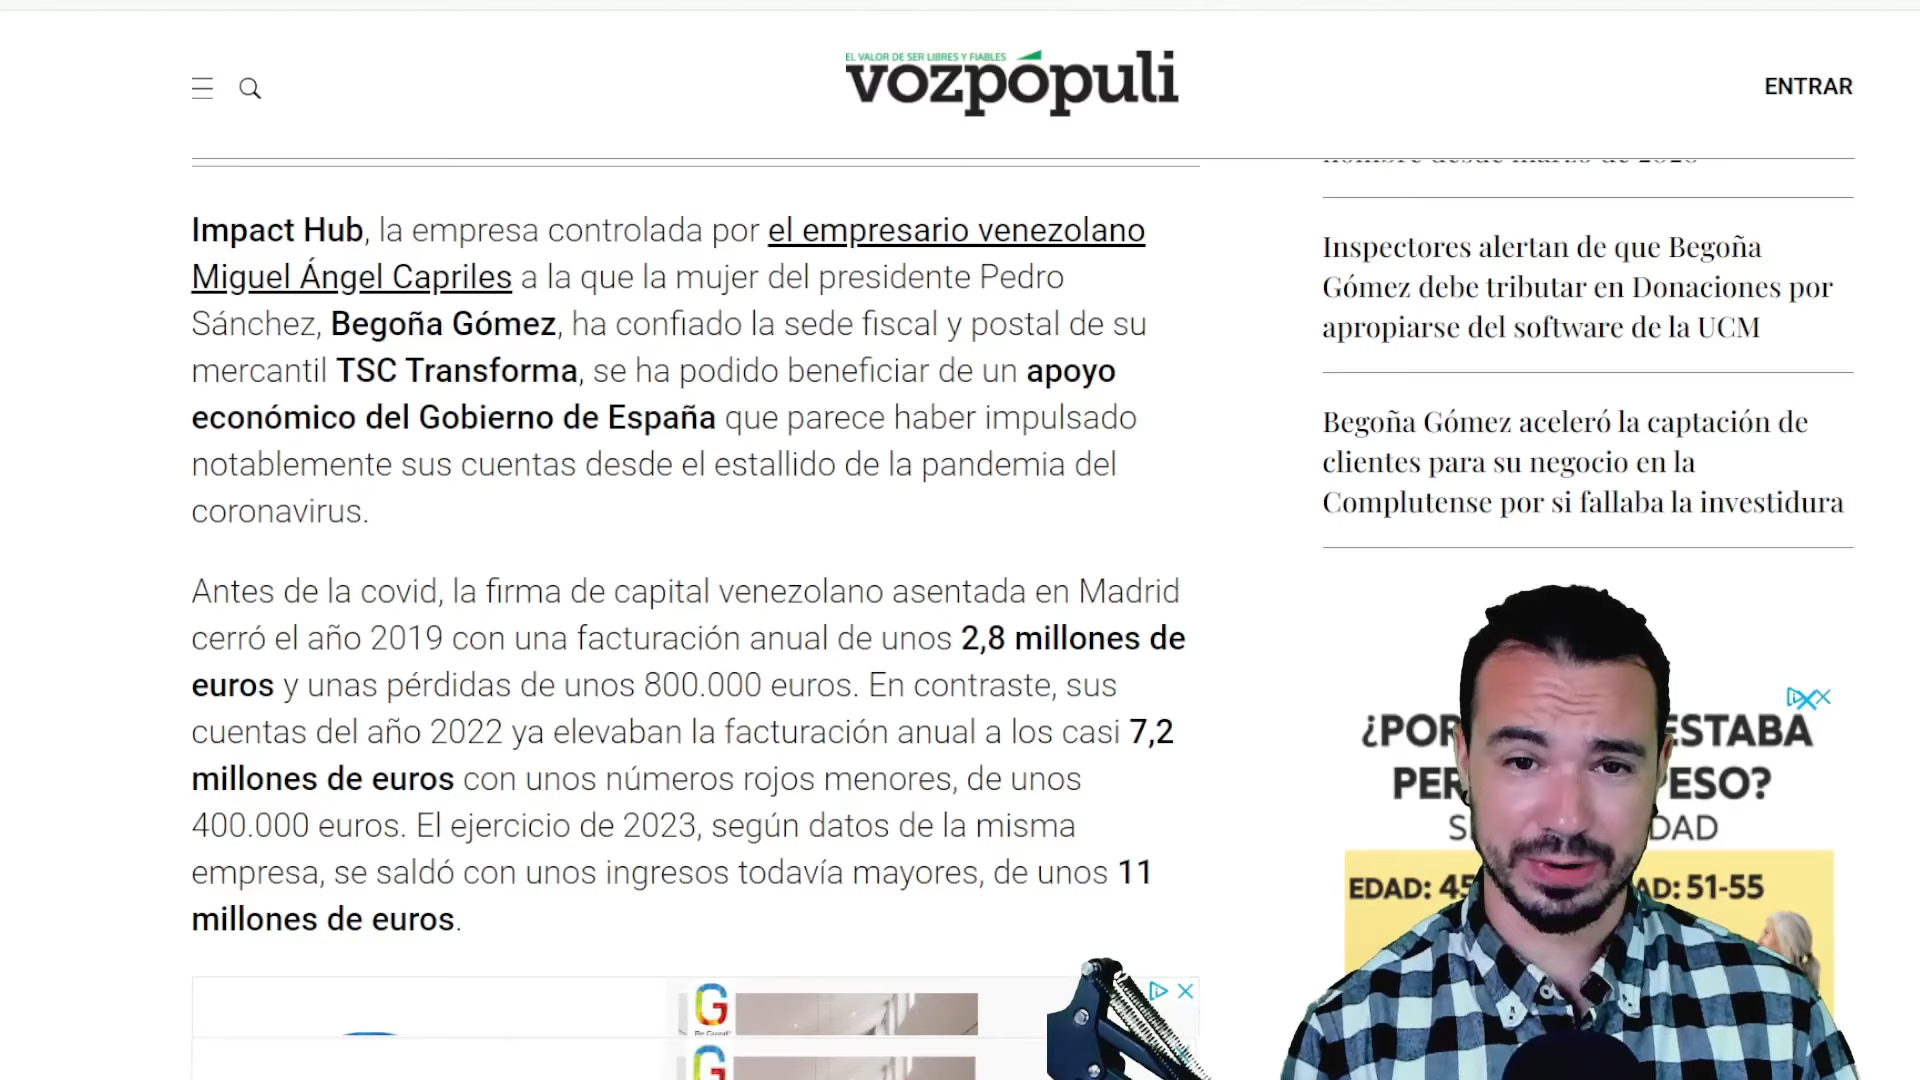 EL VALOR DE SER LIBRES Y FIABLES
vozpópuli
ENTRAR
Impact Hub, la empresa controlada por el empresario venezolano
Miguel Ángel Capriles a la que la mujer del presidente Pedro
Sánchez, Begoña Gómez, ha confiado la sede fiscal y postal de su
mercantil TSC Transforma, se ha podido beneficiar de un apoyo
económico del Gobierno de España que parece haber impulsado
notablemente sus cuentas desde el estallido de la pandemia del
coronavirus.
Antes de la covid, la firma de capital venezolano asentada en Madrid
cerró el año 2019 con una facturación anual de unos 2,8 millones de
euros y unas pérdidas de unos 800.000 euros. En contraste, sus
cuentas del año 2022 ya elevaban la facturación anual a los casi 7,2
millones de euros con unos números rojos menores, de unos
400.000 euros. El ejercicio de 2023, según datos de la misma
empresa, se saldó con unos ingresos todavía mayores, de unos 11
millones de euros.
Inspectores alertan de que Begoña
Gómez debe tributar en Donaciones por
apropiarse del software de la UCM
Begoña Gómez aceleró la captación de
clientes para su negocio en la
Complutense por si fallaba la investidura
¿POR ESTABA
PER PESO?
S DAD
EDAD: 45 AD: 51-55
G
G